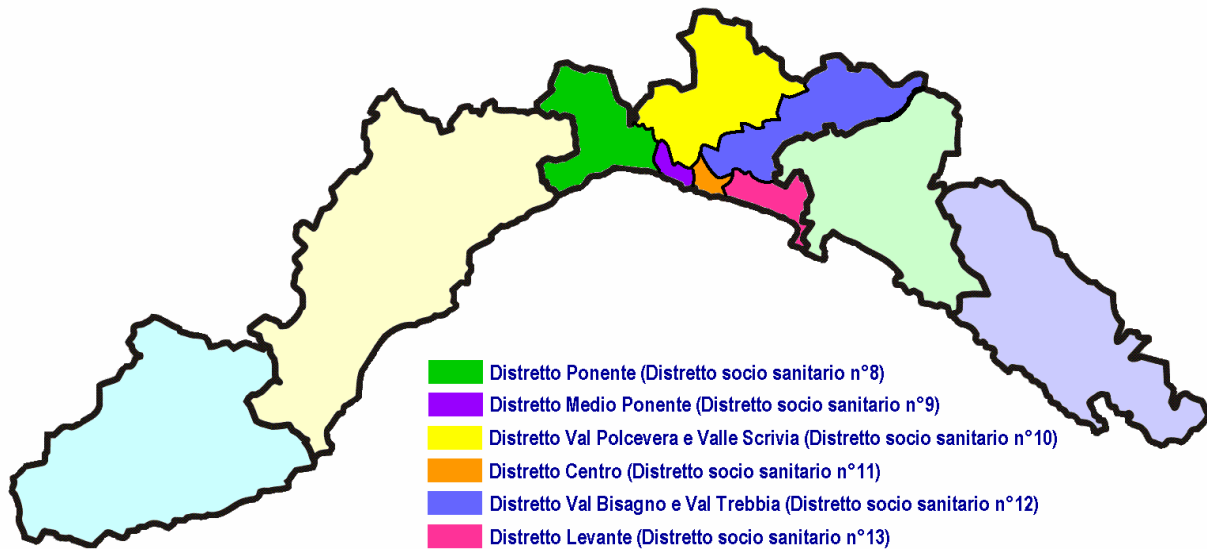 Distretto Ponente (Distretto socio sanitario n°8)
Distretto Medio Ponente (Distretto socio sanitario n°9)
Distretto Val Polcevera e Valle Scrivia (Distretto socio sanitario n°10)
Distretto Centro (Distretto socio sanitario n°11)
Distretto Val Bisagno e Val Trebbia (Distretto socio sanitario n°12)
Distretto Levante (Distretto socio sanitario n°13)